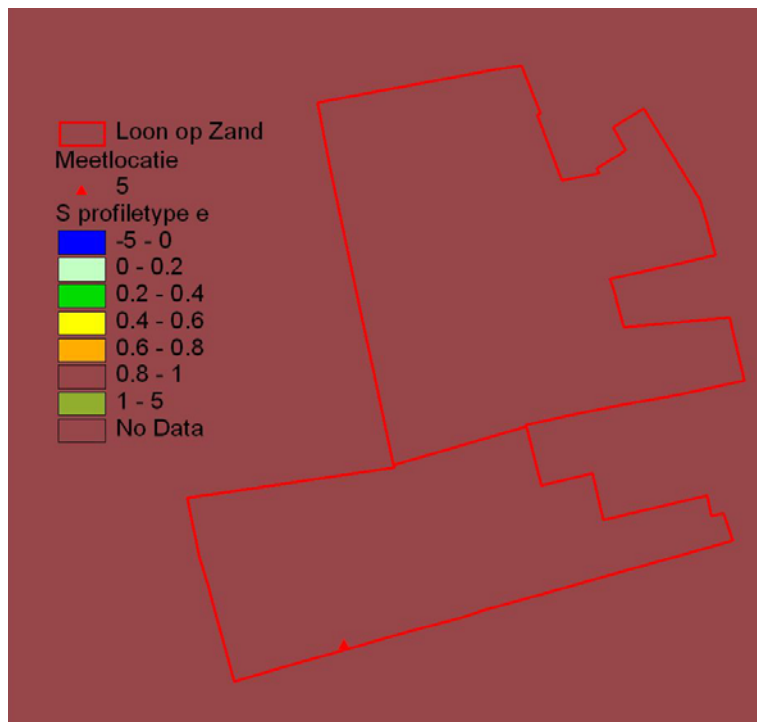 Loon op Zand
Meetlocatie
5
S profiletype e
-5 - 0
0 - 0.2
0.2 - 0.4
0.4 - 0.6
0.6 - 0.8
0.8 - 1
1 - 5
No Data